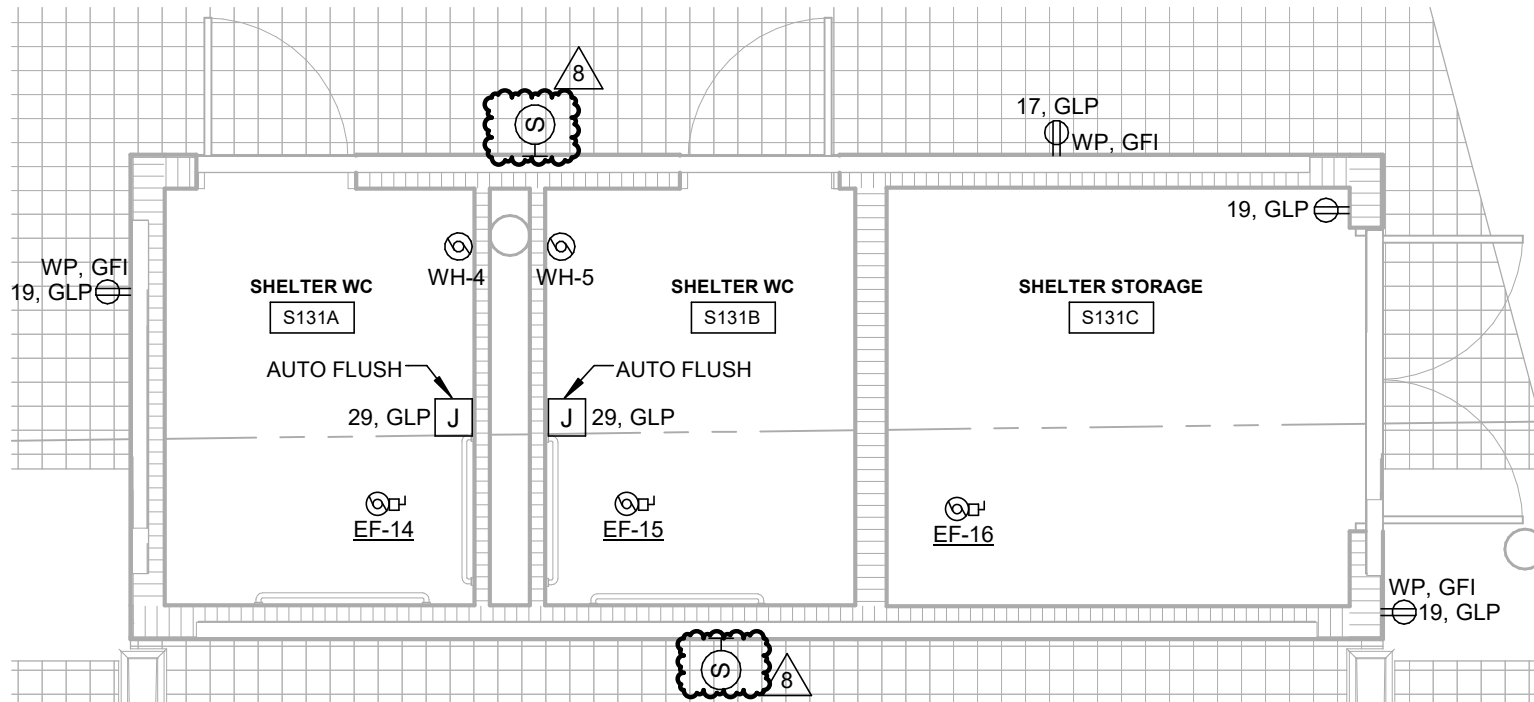 8
S
17, GLP
WP, GFI
19, GLP
WH-4
WH-5
WP, GFI
19, GLP
SHELTER WC
S131A
SHELTER WC
S131B
SHELTER STORAGE
S131C
AUTO FLUSH
AUTO FLUSH
29, GLP
J
J
29, GLP
EF-14
EF-15
EF-16
WP, GFI
19, GLP
S
8